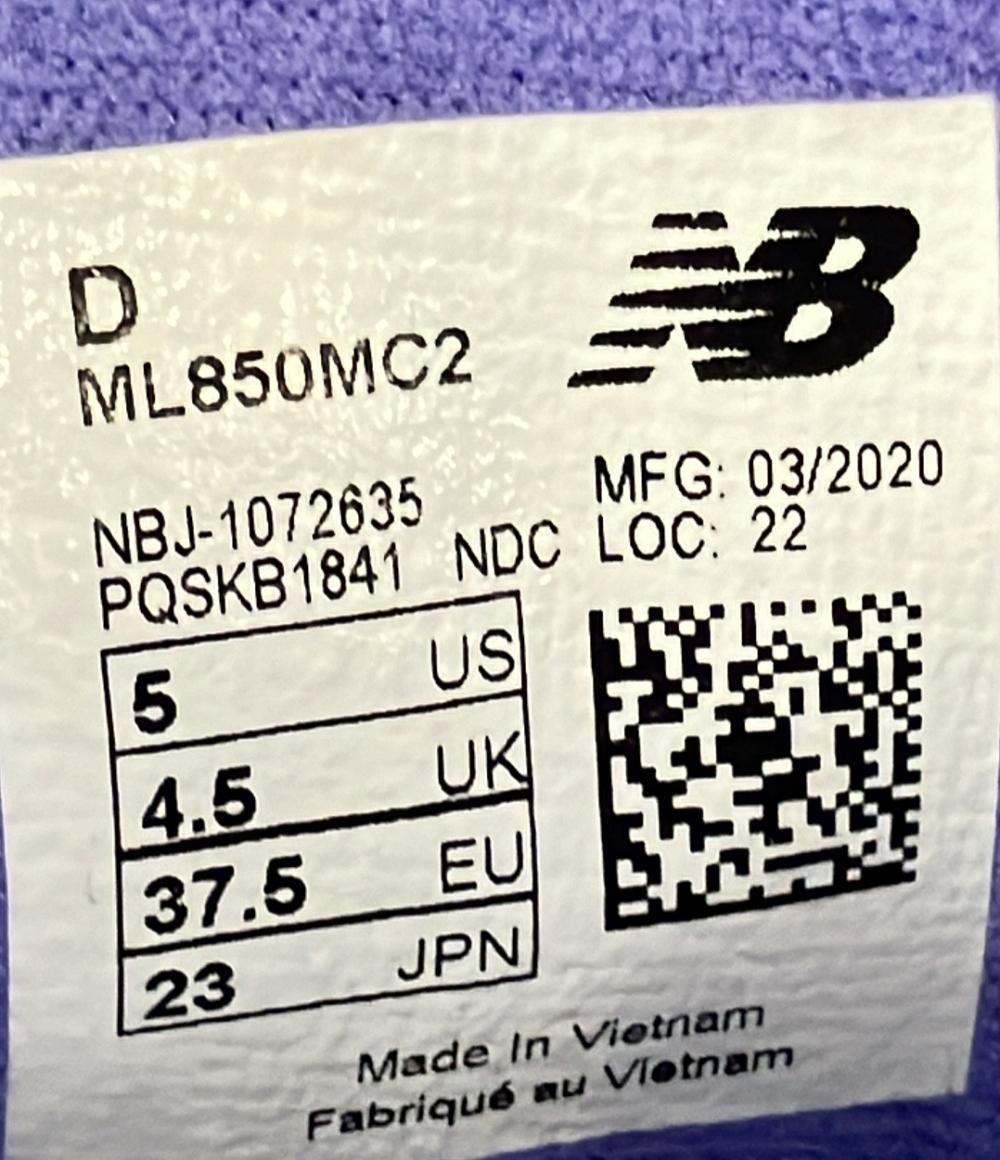 D
NB
ML850MC2
MFG: 03/2020
NBJ-1072635
LOC: 22
PQSKB1841 NDC
5 US
4.5 UK
37.5 EU
23 JPN
Made In Vietnam
Fabriqué au Vietnam